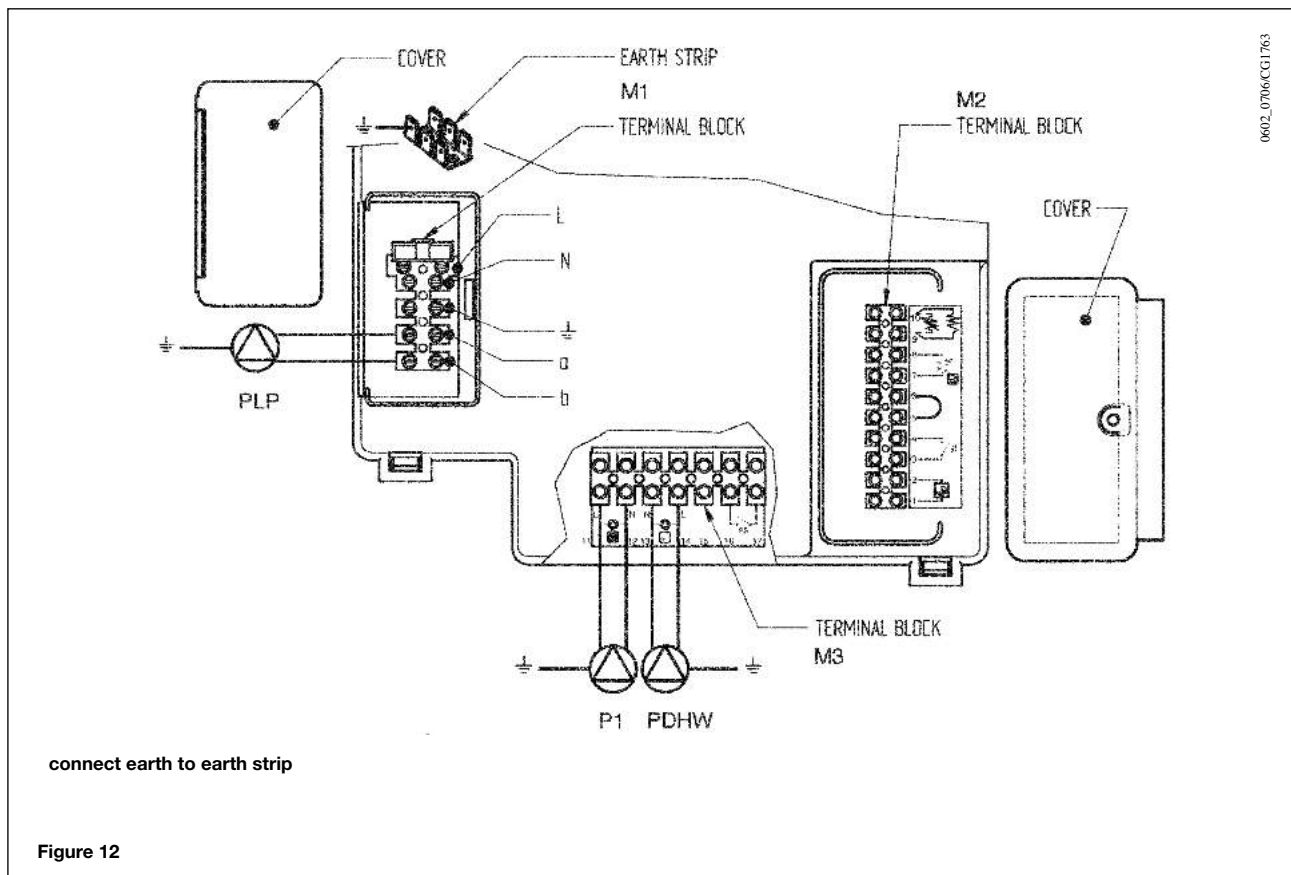 COVER
EARTH STRIP
M1
TERMINAL BLOCK
M2
TERMINAL BLOCK
0602_0706/CG1763
COVER
L
N
a
b
PLP
TERMINAL BLOCK
M3
P1 PDHW
connect earth to earth strip
Figure 12